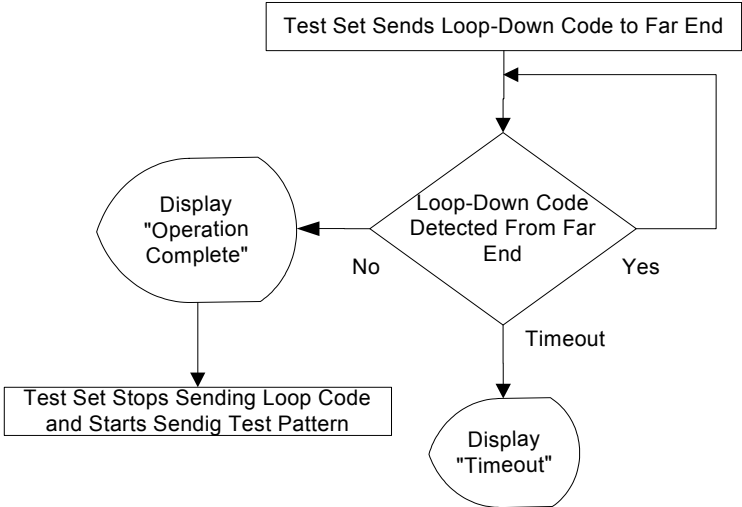 Test Set Sends Loop-Down Code to Far End
Loop-Down Code
Detected From Far
End
Display
"Operation
Complete"
No
Yes
Timeout
Test Set Stops Sending Loop Code
and Starts Sendig Test Pattern
Display
"Timeout"